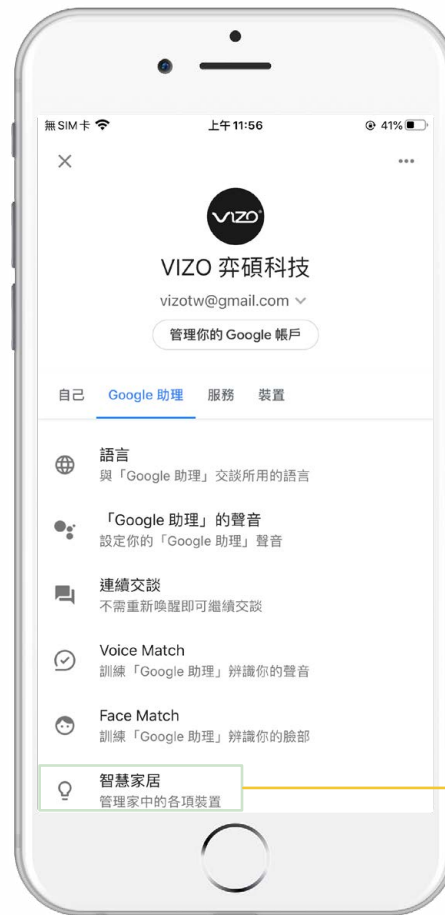 無 SIM 卡 上午11:56 41%
VIZO
VIZO 弈碩科技
vizotw@gmail.com
管理你的 Google 帳戶
自己 Google 助理 服務 裝置
語言
與「Google 助理」交談所用的語言
「Google 助理」的聲音
設定你的「Google 助理」聲音
連續交談
不需重新喚醒即可繼續交談
Voice Match
訓練「Google 助理」辨識你的聲音
Face Match
訓練「Google 助理」辨識你的臉部
智慧家居
管理家中的各項裝置